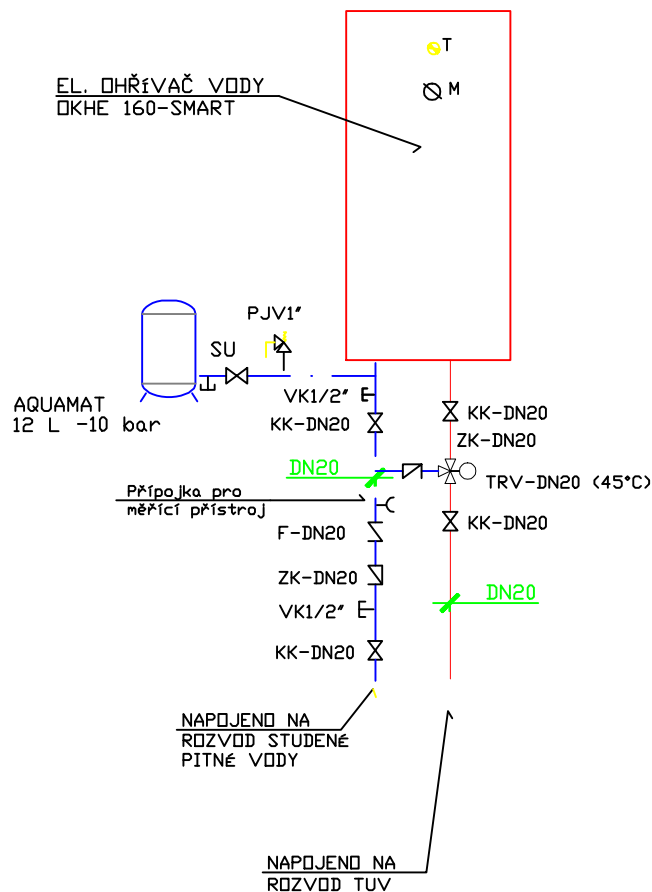 T
EL. OHŘÍVAČ VODY
OKHE 160-SMART
M
PJV1"
SU
VK1/2"
AQUAMAT
12 L -10 bar
KK-DN20
KK-DN20
ZK-DN20
DN20
TRV-DN20 (45°C)
Přípojka pro
měřící přístroj
F-DN20
KK-DN20
ZK-DN20
DN20
VK1/2"
KK-DN20
NAPOJENO NA
ROZVOD STUDENÉ
PITNÉ VODY
NAPOJENO NA
ROZVOD TUV